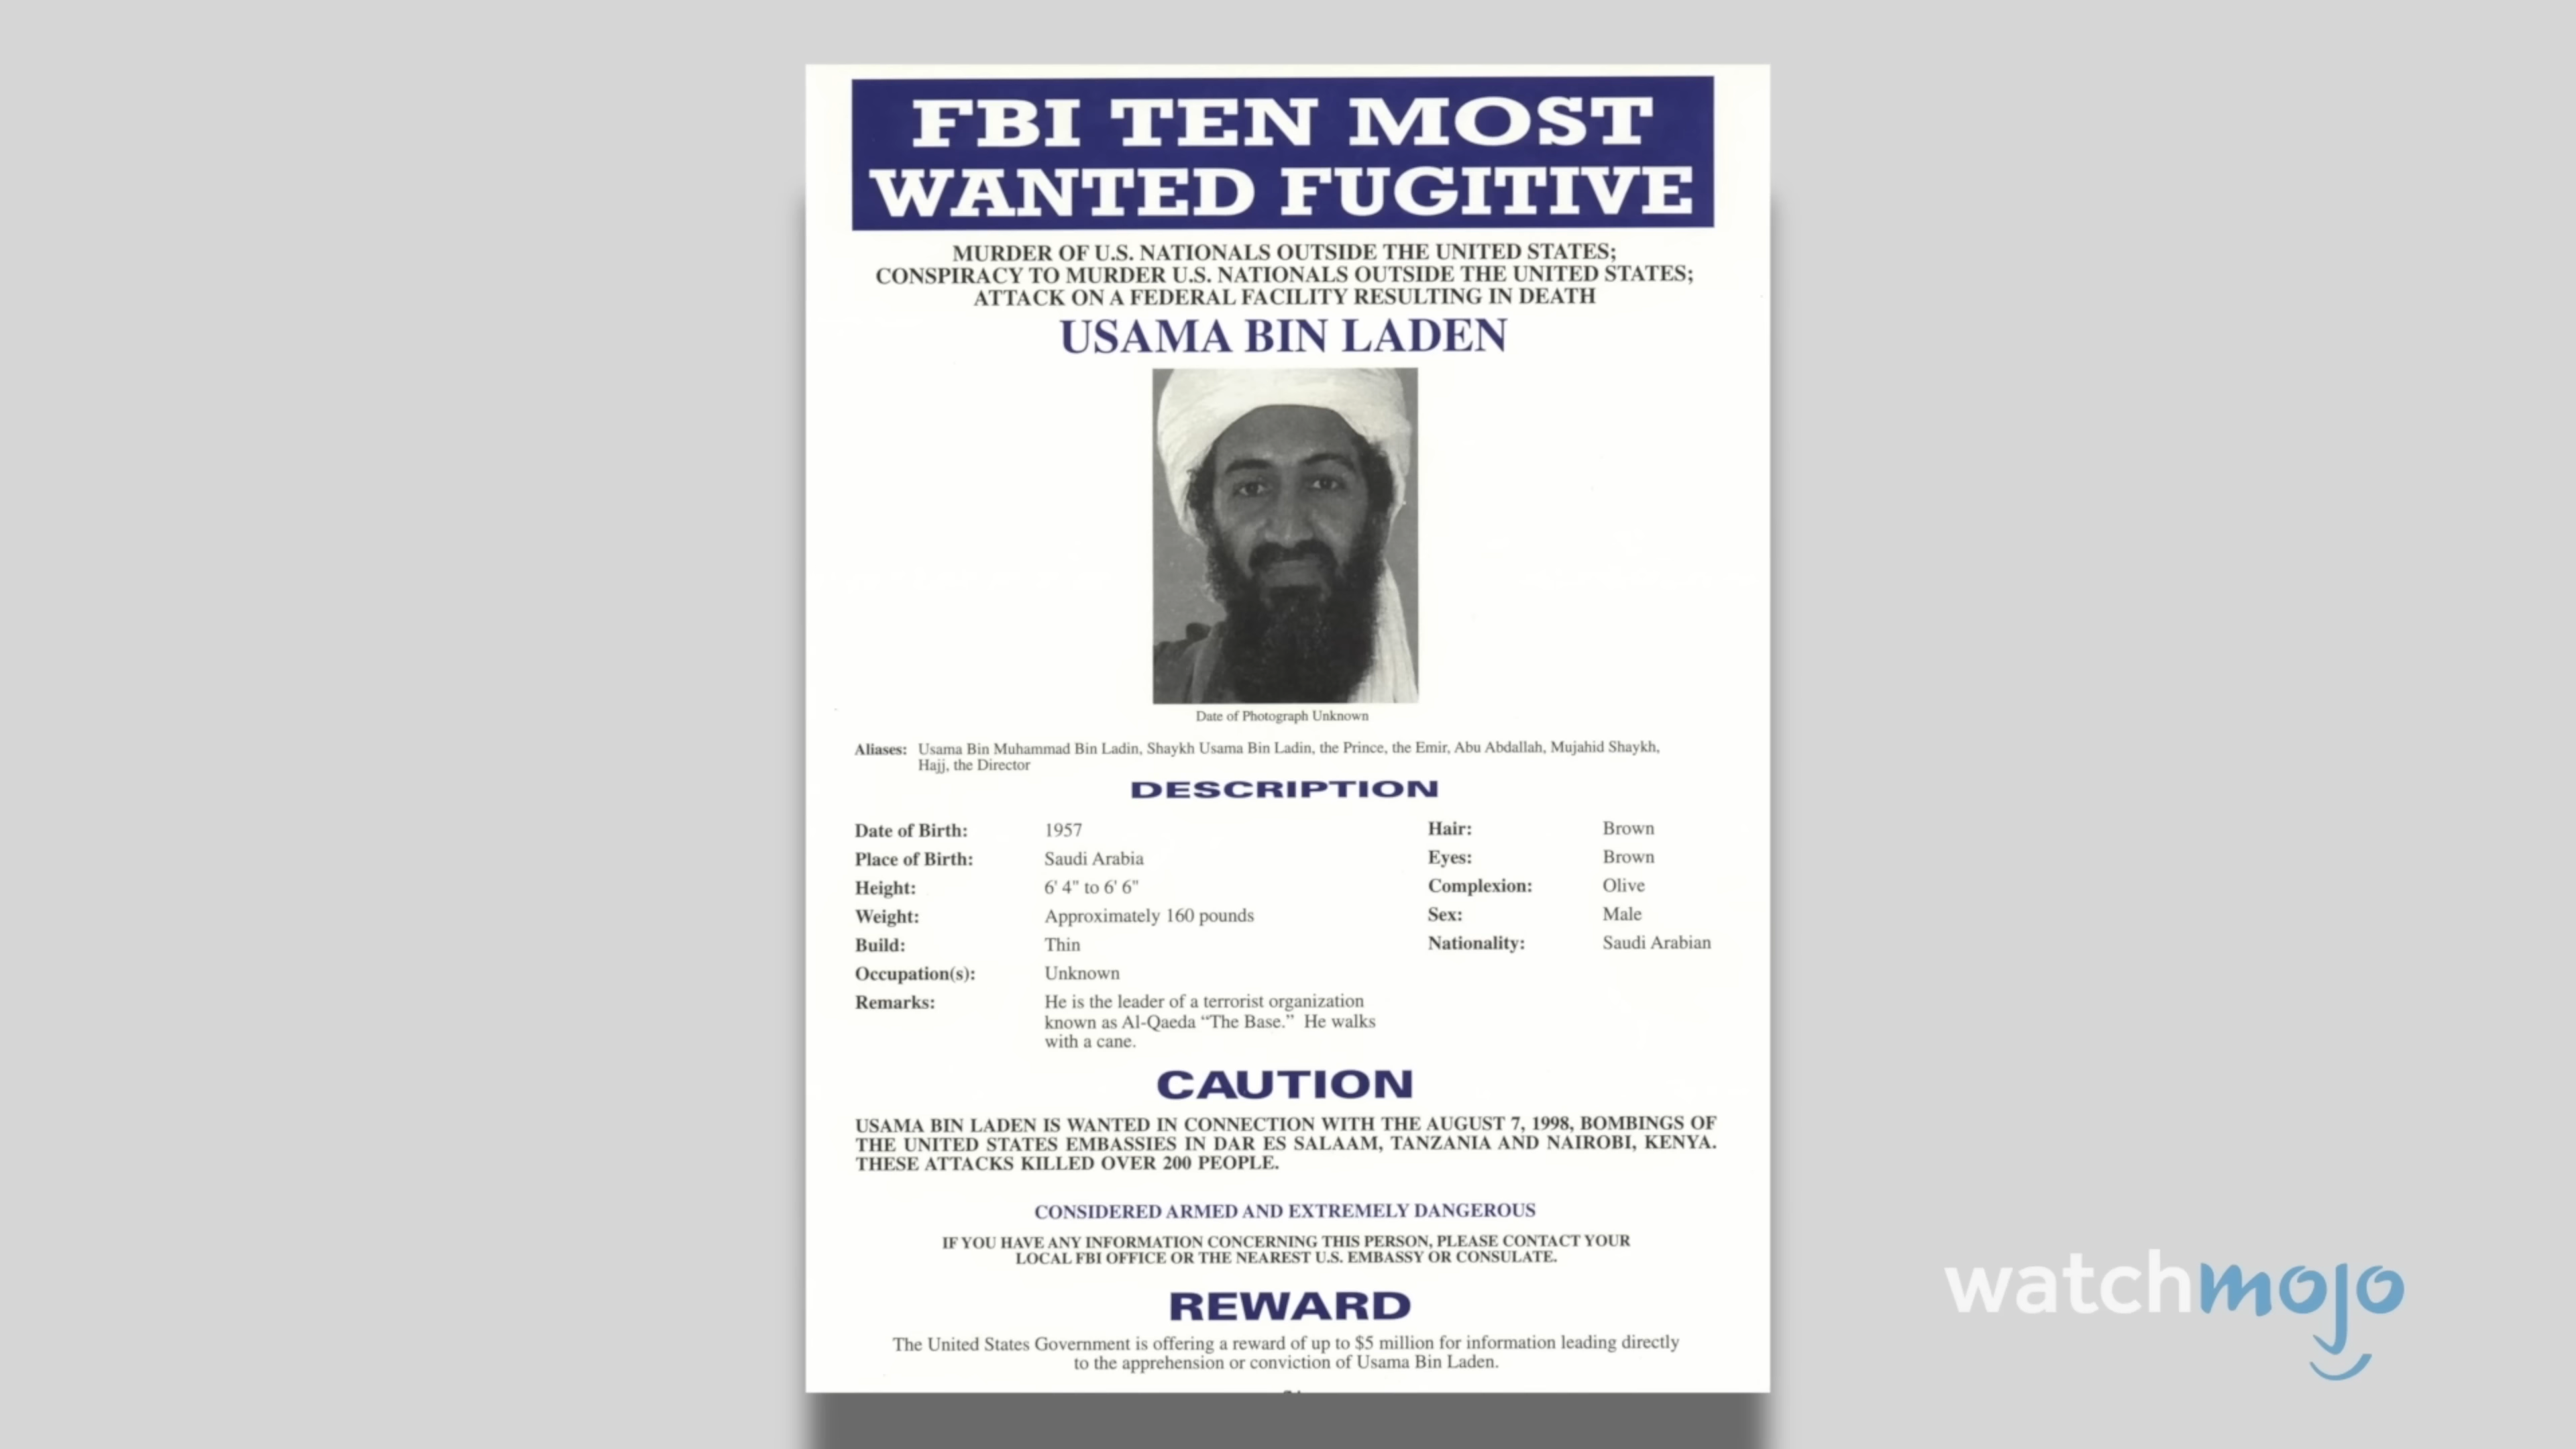 FBI TEN MOST
WANTED FUGITIVE
MURDER OF U.S. NATIONALS OUTSIDE THE UNITED STATES;
CONSPIRACY TO MURDER U.S. NATIONALS OUTSIDE THE UNITED STATES;
ATTACK ON A FEDERAL FACILITY RESULTING IN DEATH
USAMA BIN LADEN
Date of Photograph Unknown
Aliases: Usama Bin Muhammad Bin Ladin, Shaykh Usama Bin Ladin, the Prince, the Emir, Abu Abdallah, Mujahid Shaykh,
Hajj, the Director
DESCRIPTION
Date of Birth: 1957 Hair: Brown
Place of Birth: Saudi Arabia Eyes: Brown
Height: 6' 4" to 6' 6" Complexion: Olive
Weight: Approximately 160 pounds Sex: Male
Build: Thin Nationality: Saudi Arabian
Occupation(s): Unknown
Remarks: He is the leader of a terrorist organization
known as Al-Qaeda “The Base.” He walks
with a cane.
CAUTION
USAMA BIN LADEN IS WANTED IN CONNECTION WITH THE AUGUST 7, 1998, BOMBINGS OF
THE UNITED STATES EMBASSIES IN DAR ES SALAAM, TANZANIA AND NAIROBI, KENYA.
THESE ATTACKS KILLED OVER 200 PEOPLE.
CONSIDERED ARMED AND EXTREMELY DANGEROUS
IF YOU HAVE ANY INFORMATION CONCERNING THIS PERSON, PLEASE CONTACT YOUR
LOCAL FBI OFFICE OR THE NEAREST U.S. EMBASSY OR CONSULATE.
REWARD
The United States Government is offering a reward of up to $5 million for information leading directly
to the apprehension or conviction of Usama Bin Laden.
watchmojo